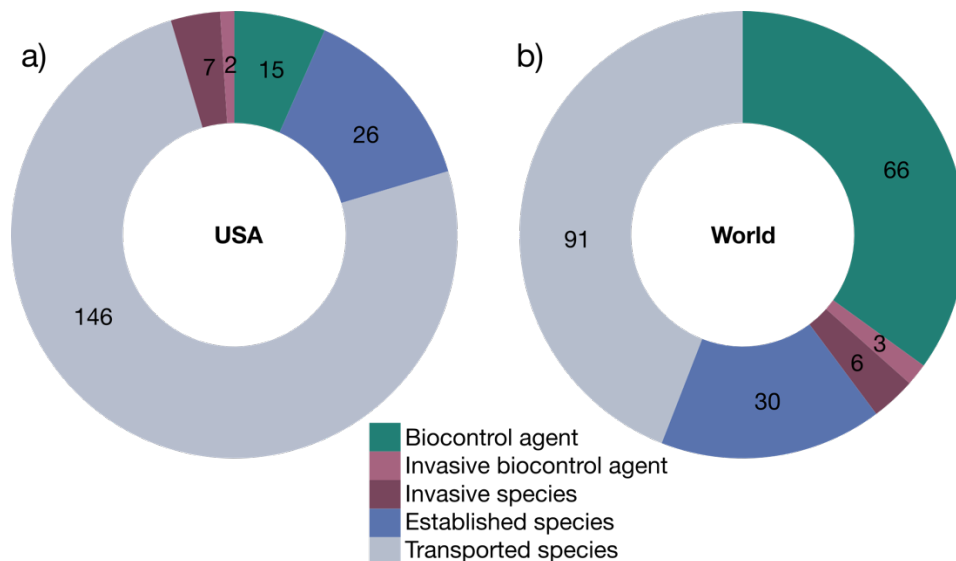 a)
7
2
15
26
USA
146
b)
66
91
World
3
6
30
Biocontrol agent
Invasive biocontrol agent
Invasive species
Established species
Transported species